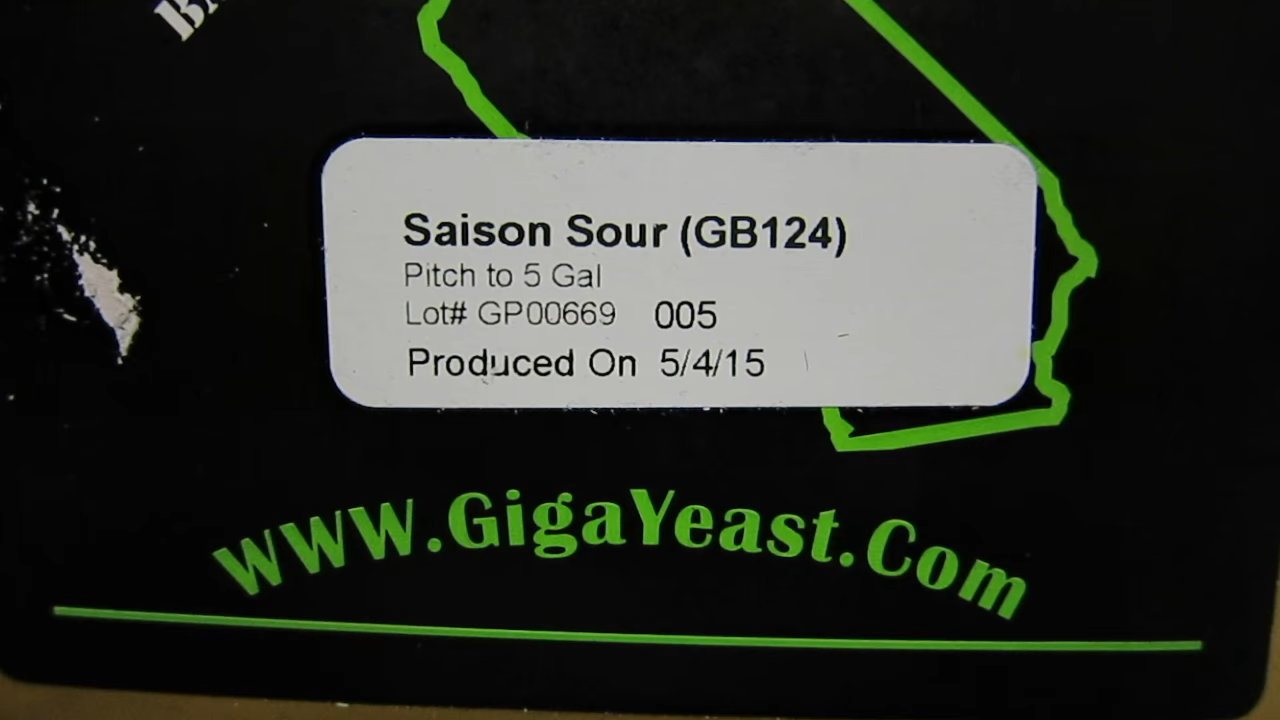 Saison Sour (GB124)
Pitch to 5 Gal
Lot# GP00669 005
Produced On 5/4/15
WWW.GigaYeast.Com